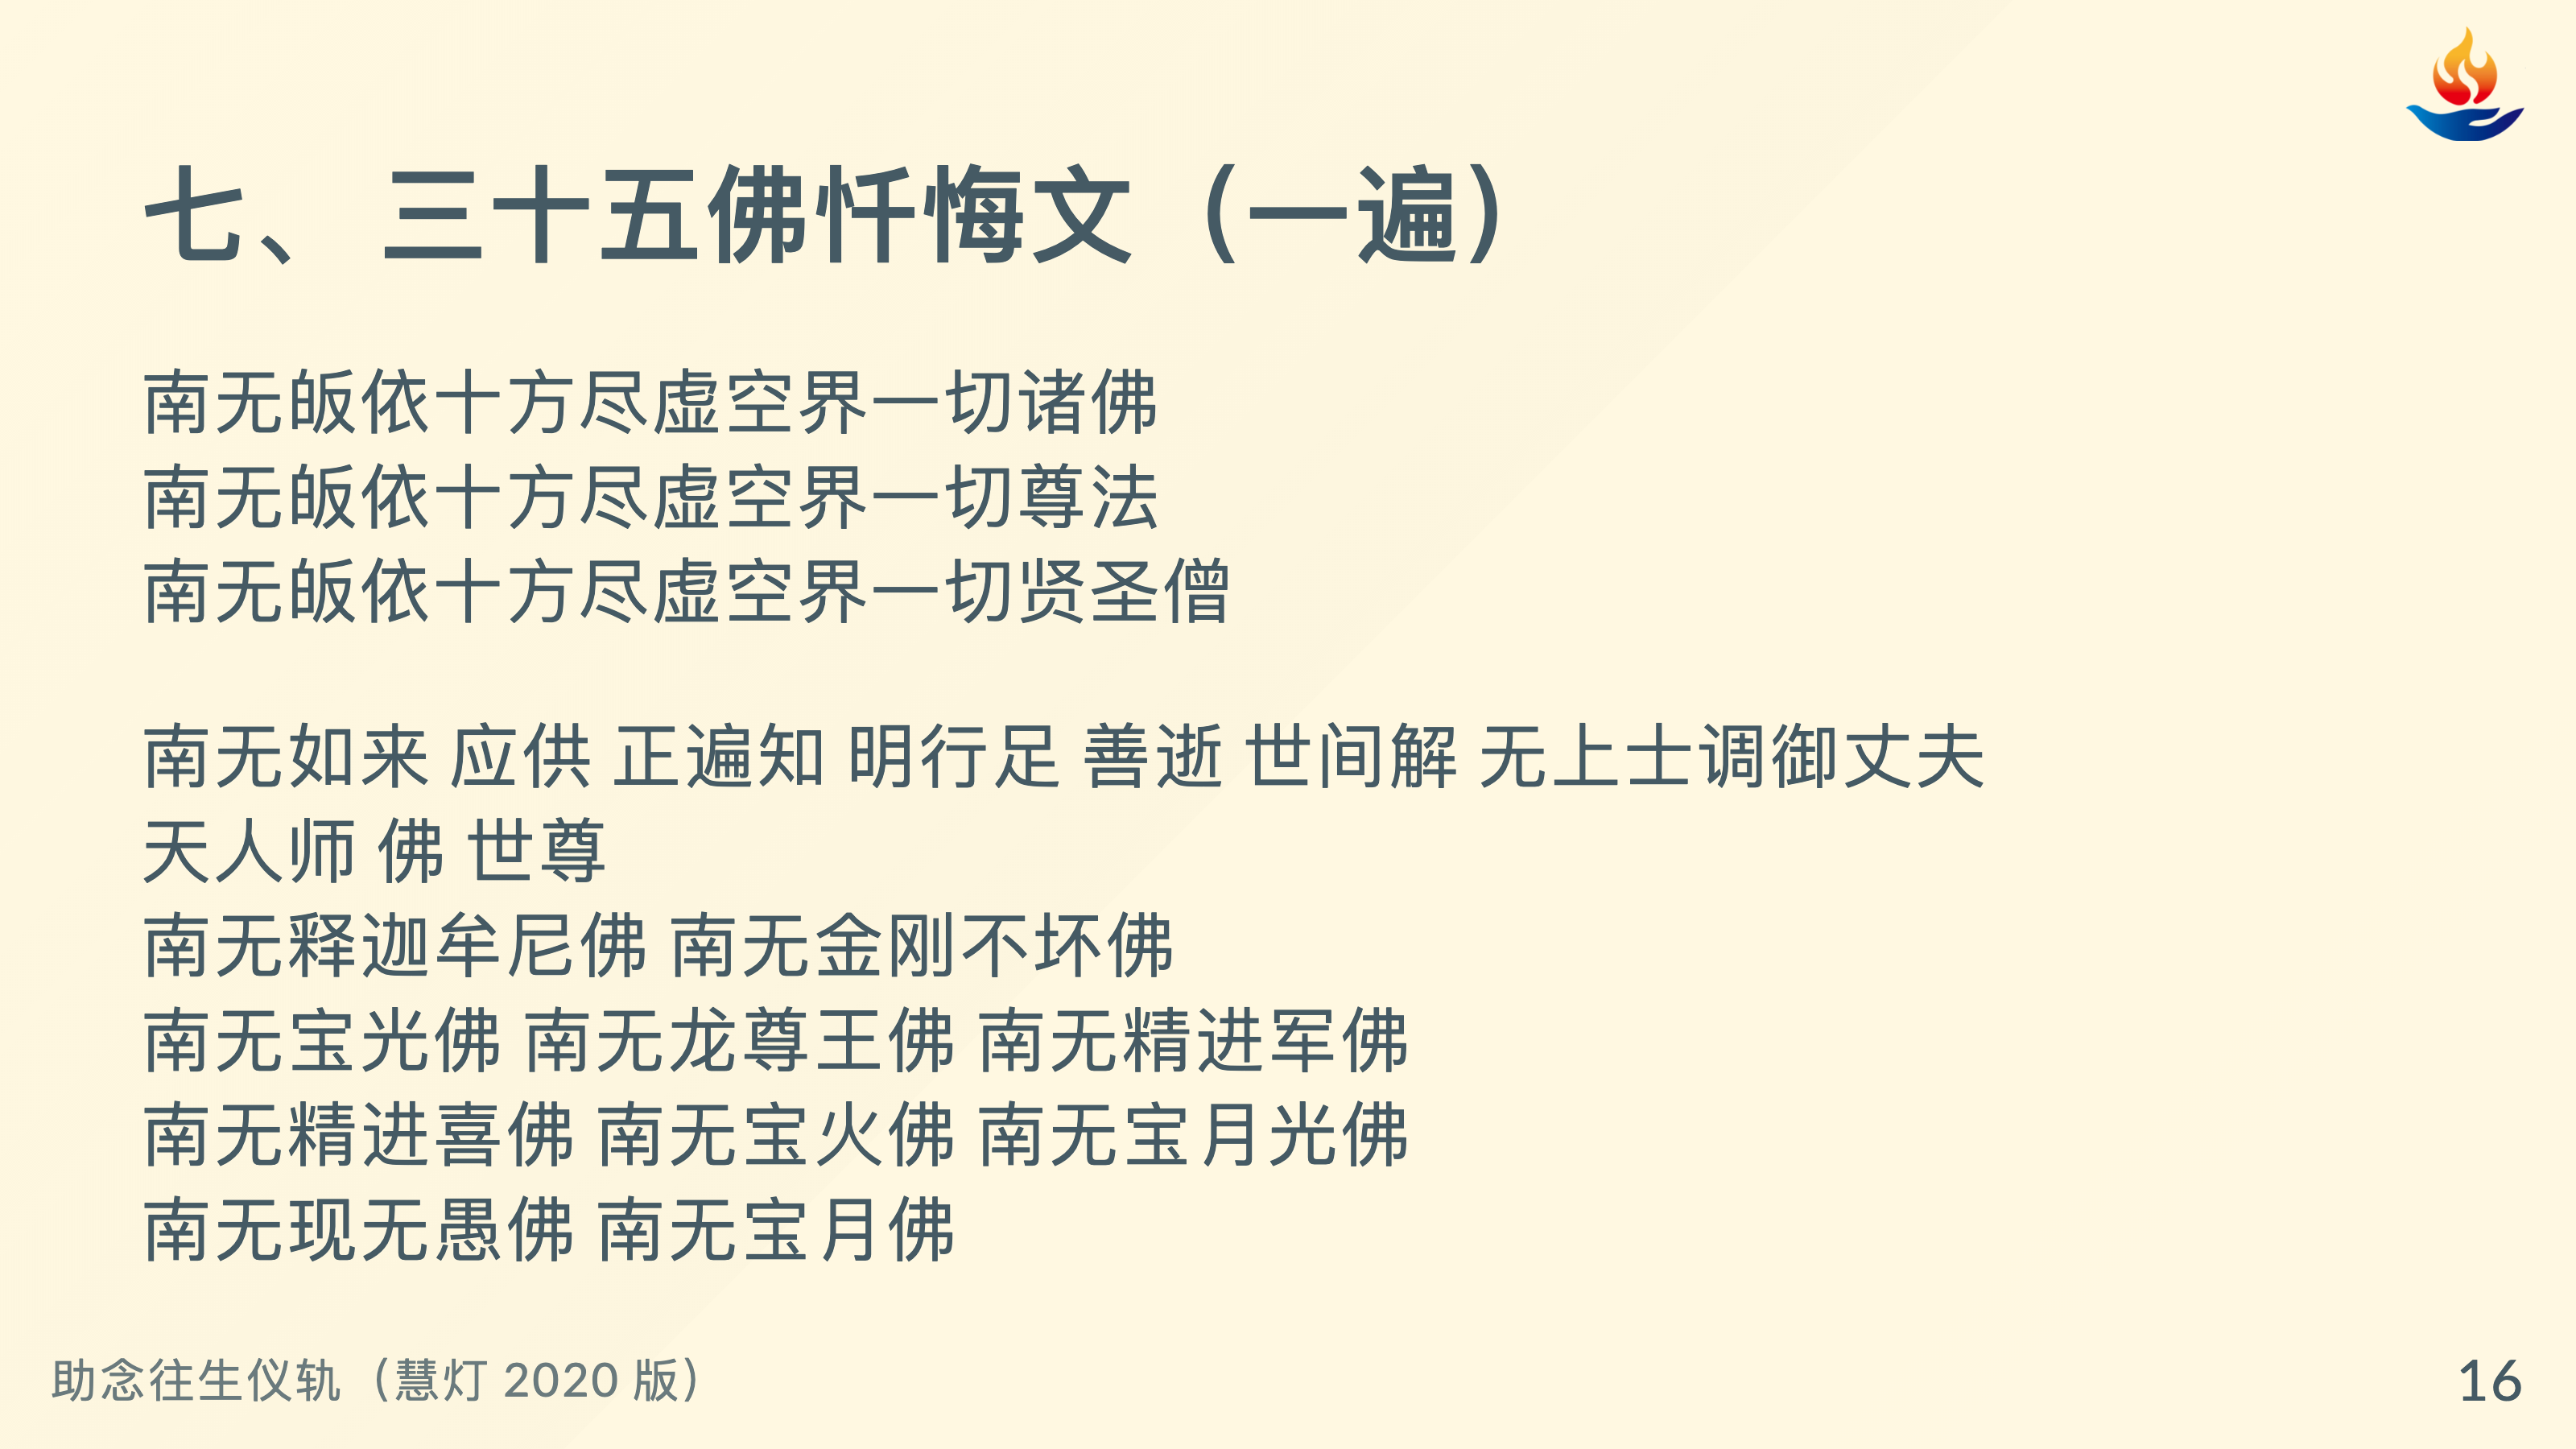 七、 三十五佛忏悔文（一遍）
南无皈依十方尽虚空界一切诸佛
南无皈依十方尽虚空界一切尊法
南无皈依十方尽虚空界一切贤圣僧
南无如来 应供 正遍知 明行足 善逝 世间解 无上士调御丈夫
天人师 佛 世尊
南无释迦牟尼佛 南无金刚不坏佛
南无宝光佛 南无龙尊王佛 南无精进军佛
南无精进喜佛 南无宝火佛 南无宝月光佛
南无现无愚佛 南无宝月佛
助念往生仪轨（慧灯 2020 版）
16